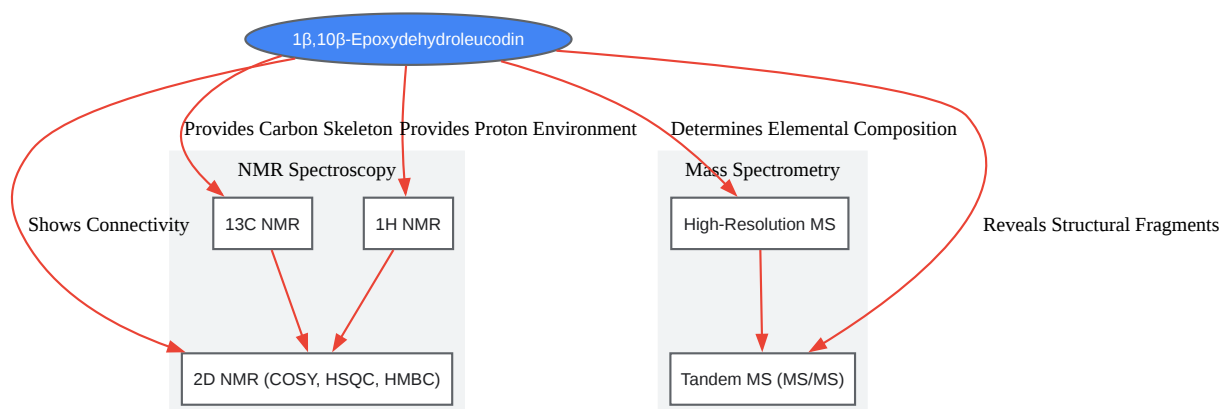 1β,10β-Epoxydehydroleucodin
Provides Carbon Skeleton
Provides Proton Environment
Determines Elemental Composition
NMR Spectroscopy
Mass Spectrometry
13C NMR
1H NMR
High-Resolution MS
Shows Connectivity
Reveals Structural Fragments
2D NMR (COSY, HSQC, HMBC)
Tandem MS (MS/MS)